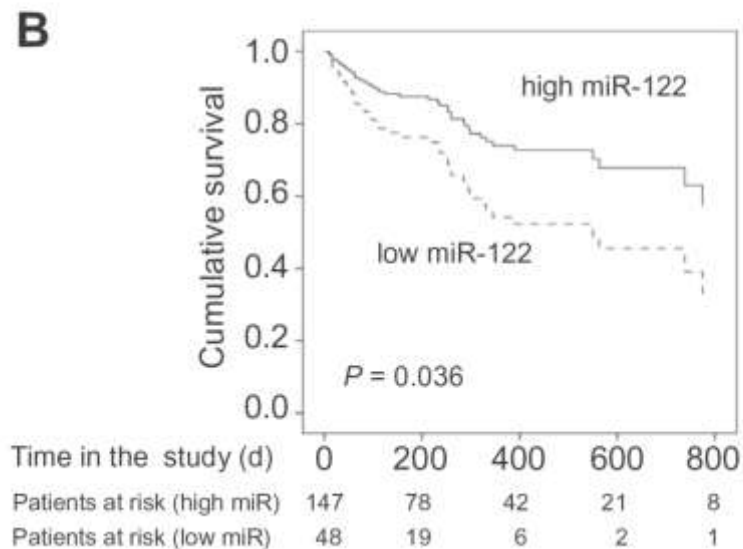 B
1.0
0.8
0.6
0.4
0.2
0.0
Cumulative survival
high miR-122
low miR-122
P = 0.036
Time in the study (d) 0 200 400 600 800
Patients at risk (high miR) 147 78 42 21 8
Patients at risk (low miR) 48 19 6 2 1